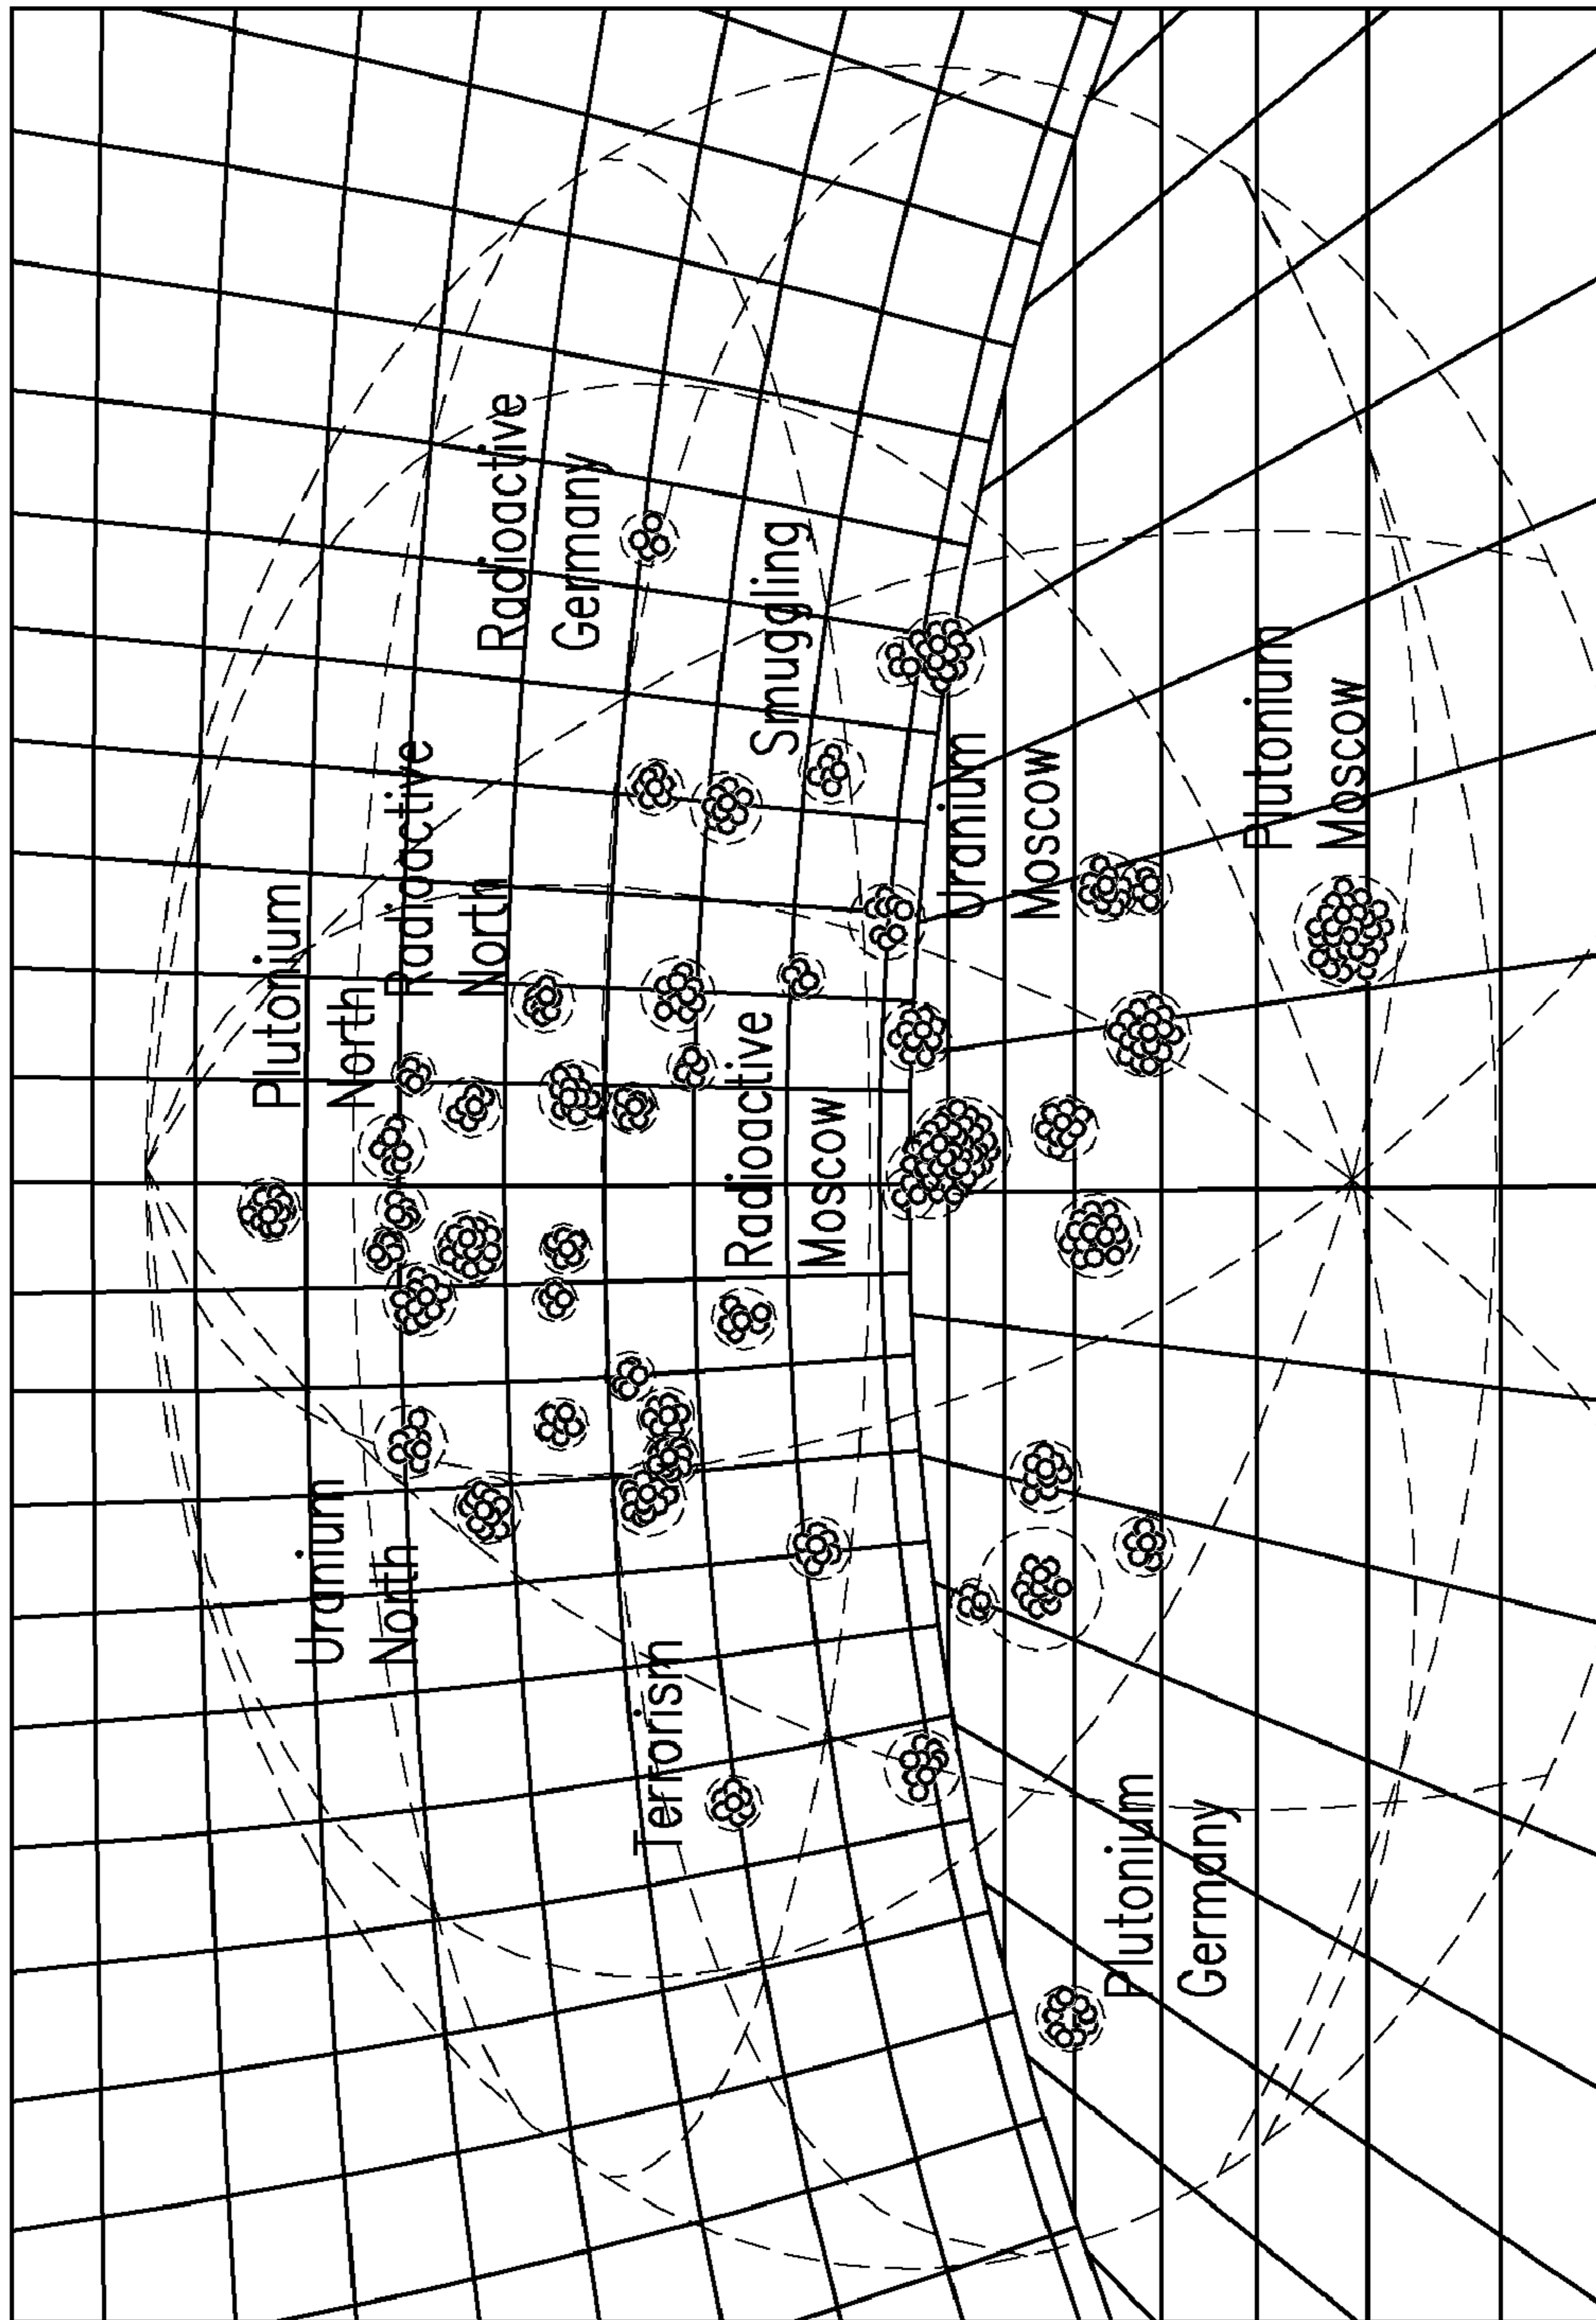 Plutonium
North
Uranium
North
Radioactive
North
Radioactive
Germany
Terrorism
Radioactive
Moscow
Smuggling
Uranium
Moscow
Plutonium
Germany
Plutonium
Moscow